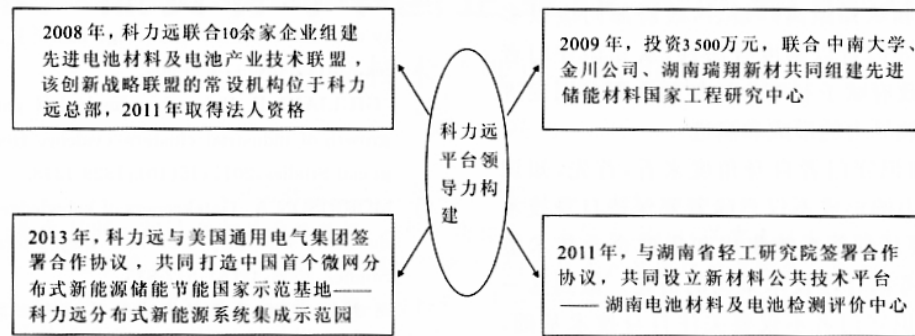 2008年，科力远联合10余家企业组建
先进电池材料及电池产业技术联盟，
该创新战略联盟的常设机构位于科力
远总部，2011年取得法人资格
2009年，投资3 500万元，联合中南大学、
金川公司、湖南瑞翔新材共同组建先进
储能材料国家工程研究中心
科力远
平台领
导力构
建
2013年，科力远与美国通用电气集团签
署合作协议，共同打造中国首个微网分
布式新能源储能节能国家示范基地——
科力远分布式新能源系统集成示范园
2011年，与湖南省轻工研究院签署合作
协议，共同设立新材料公共技术平台
——湖南电池材料及电池检测评价中心